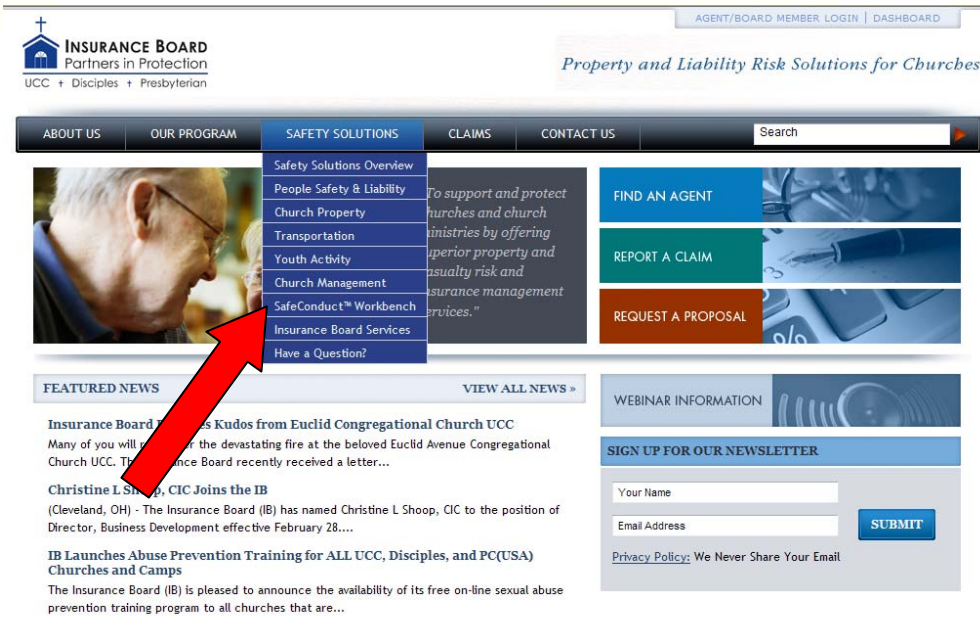 AGENT/BOARD MEMBER LOGIN | DASHBOARD
INSURANCE BOARD
Partners in Protection
UCC + Disciples + Presbyterian
Property and Liability Risk Solutions for Churches
ABOUT US OUR PROGRAM SAFETY SOLUTIONS CLAIMS CONTACT US Search
Safety Solutions Overview
People Safety & Liability
Church Property
Transportation
Youth Activity
Church Management
SafeConduct™ Workbench
Insurance Board Services
Have a Question?
To support and protect
hurches and church
inistries by offering
uperior property and
asualty risk and
nsurance management
ervices."
FIND AN AGENT
REPORT A CLAIM
REQUEST A PROPOSAL
FEATURED NEWS VIEW ALL NEWS »
Insurance Board Kudos from Euclid Congregational Church UCC
Many of you will the devastating fire at the beloved Euclid Avenue Congregational
Church UCC. Board recently received a letter...
Christine L Shoop, CIC Joins the IB
(Cleveland, OH) - The Insurance Board (IB) has named Christine L Shoop, CIC to the position of
Director, Business Development effective February 28....
IB Launches Abuse Prevention Training for ALL UCC, Disciples, and PC(USA)
Churches and Camps
The Insurance Board (IB) is pleased to announce the availability of its free on-line sexual abuse
prevention training program to all churches that are...
WEBINAR INFORMATION
SIGN UP FOR OUR NEWSLETTER
Your Name
Email Address
SUBMIT
Privacy Policy: We Never Share Your Email